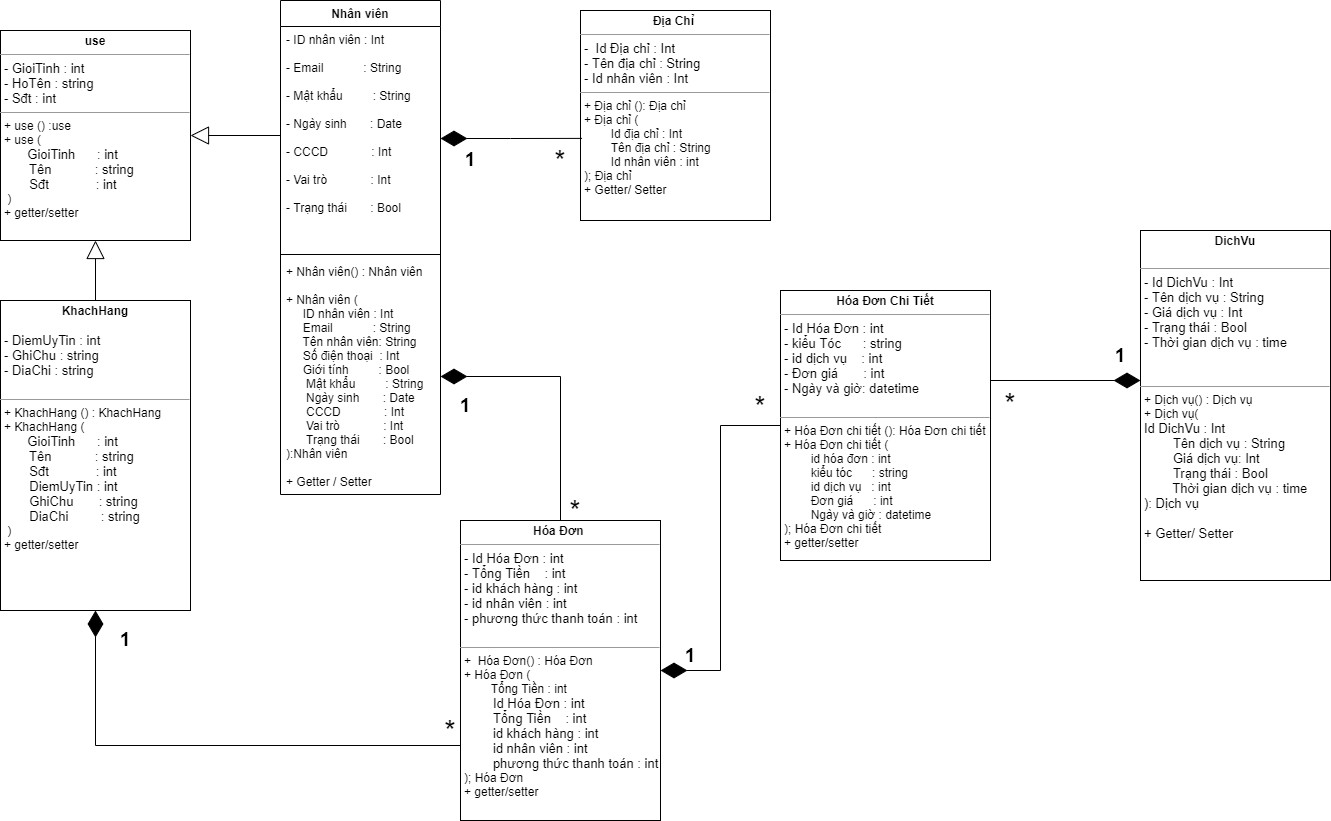 use
- GioiTinh : int
- HoTên : string
- Sđt : int
+ use () :use
+ use (
GioiTinh : int
Tên : string
Sđt : int
)
+ getter/setter
Nhân viên
- ID nhân viên : Int
- Email : String
- Mật khẩu : String
- Ngày sinh : Date
- CCCD : Int
- Vai trò : Int
- Trạng thái : Bool
+ Nhân viên() : Nhân viên
+ Nhân viên (
ID nhân viên : Int
Email : String
Tên nhân viên: String
Số điện thoại : Int
Giới tính : Bool
Mật khẩu : String
Ngày sinh : Date
CCCD : Int
Vai trò : Int
Trạng thái : Bool
):Nhân viên
+ Getter / Setter
1
*
Địa Chỉ
- Id Địa chỉ : Int
- Tên địa chỉ : String
- Id nhân viên : Int
+ Địa chỉ (): Địa chỉ
+ Địa chỉ (
Id địa chỉ : Int
Tên địa chỉ : String
Id nhân viên : int
); Địa chỉ
+ Getter/ Setter
KhachHang
- DiemUyTin : int
- GhiChu : string
- DiaChi : string
+ KhachHang () : KhachHang
+ KhachHang (
GioiTinh : int
Tên : string
Sđt : int
DiemUyTin : int
GhiChu : string
DiaChi : string
)
+ getter/setter
1
*
1
*
Hóa Đơn
- Id Hóa Đơn : int
- Tổng Tiền : int
- id khách hàng : int
- id nhân viên : int
- phương thức thanh toán : int
+ Hóa Đơn() : Hóa Đơn
+ Hóa Đơn (
Tổng Tiền : int
Id Hóa Đơn : int
Tổng Tiền : int
id khách hàng : int
id nhân viên : int
phương thức thanh toán : int
); Hóa Đơn
+ getter/setter
1
*
Hóa Đơn Chi Tiết
- Id Hóa Đơn : int
- kiểu Tóc : string
- id dịch vụ : int
- Đơn giá : int
- Ngày và giờ: datetime
+ Hóa Đơn chi tiết (): Hóa Đơn chi tiết
+ Hóa Đơn chi tiết (
id hóa đơn : int
kiểu tóc : string
id dịch vụ : int
Đơn giá : int
Ngày và giờ : datetime
); Hóa Đơn chi tiết
+ getter/setter
1
*
DichVu
- Id DichVu : Int
- Tên dịch vụ : String
- Giá dịch vụ : Int
- Trạng thái : Bool
- Thời gian dịch vụ : time
+ Dịch vụ() : Dịch vụ
+ Dịch vụ(
Id DichVu : Int
Tên dịch vụ : String
Giá dịch vụ: Int
Trạng thái : Bool
Thời gian dịch vụ : time
): Dịch vụ
+ Getter/ Setter